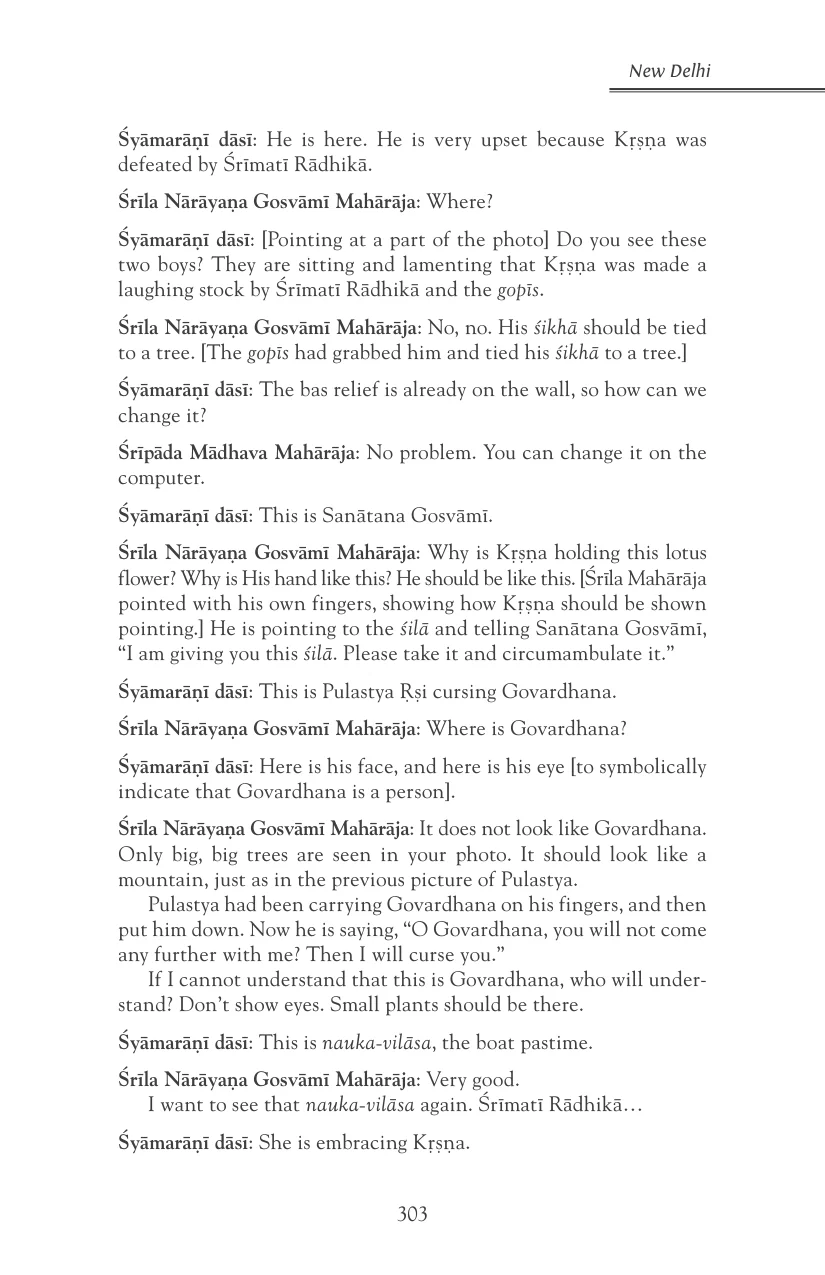 New Delhi
Śyāmarāṇī dāsī: He is here. He is very upset because Kṛṣṇa was
defeated by Śrīmatī Rādhikā.
Śrīla Nārāyaṇa Gosvāmī Mahārāja: Where?
Śyāmarāṇī dāsī: [Pointing at a part of the photo] Do you see these
two boys? They are sitting and lamenting that Kṛṣṇa was made a
laughing stock by Śrīmatī Rādhikā and the gopīs.
Śrīla Nārāyaṇa Gosvāmī Mahārāja: No, no. His śikhā should be tied
to a tree. [The gopīs had grabbed him and tied his śikhā to a tree.]
Śyāmarāṇī dāsī: The bas relief is already on the wall, so how can we
change it?
Śrīpāda Mādhava Mahārāja: No problem. You can change it on the
computer.
Śyāmarāṇī dāsī: This is Sanātana Gosvāmī.
Śrīla Nārāyaṇa Gosvāmī Mahārāja: Why is Kṛṣṇa holding this lotus
flower? Why is His hand like this? He should be like this. [Śrīla Mahārāja
pointed with his own fingers, showing how Kṛṣṇa should be shown
pointing.] He is pointing to the śilā and telling Sanātana Gosvāmī,
“I am giving you this śilā. Please take it and circumambulate it.”
Śyāmarāṇī dāsī: This is Pulastya Ṛṣi cursing Govardhana.
Śrīla Nārāyaṇa Gosvāmī Mahārāja: Where is Govardhana?
Śyāmarāṇī dāsī: Here is his face, and here is his eye [to symbolically
indicate that Govardhana is a person].
Śrīla Nārāyaṇa Gosvāmī Mahārāja: It does not look like Govardhana.
Only big, big trees are seen in your photo. It should look like a
mountain, just as in the previous picture of Pulastya.
Pulastya had been carrying Govardhana on his fingers, and then
put him down. Now he is saying, “O Govardhana, you will not come
any further with me? Then I will curse you.”
If I cannot understand that this is Govardhana, who will under-
stand? Don’t show eyes. Small plants should be there.
Śyāmarāṇī dāsī: This is nauka-vilāsa, the boat pastime.
Śrīla Nārāyaṇa Gosvāmī Mahārāja: Very good.
I want to see that nauka-vilāsa again. Śrīmatī Rādhikā…
Śyāmarāṇī dāsī: She is embracing Kṛṣṇa.
303